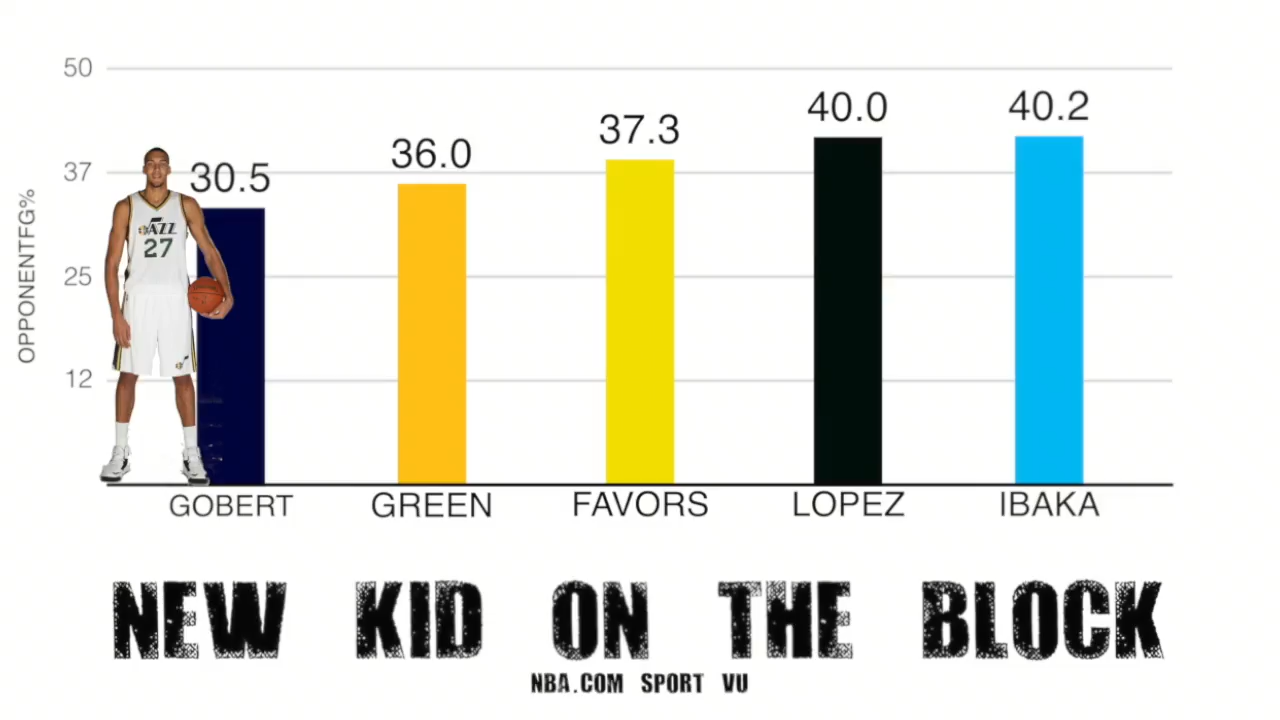 50
37
25
12
OPPONENTFG%
30.5
36.0
37.3
40.0
40.2
JAZZ
27
GOBERT
GREEN
FAVORS
LOPEZ
IBAKA
NEW KID ON THE BLOCK
NBA.COM SPORT VU